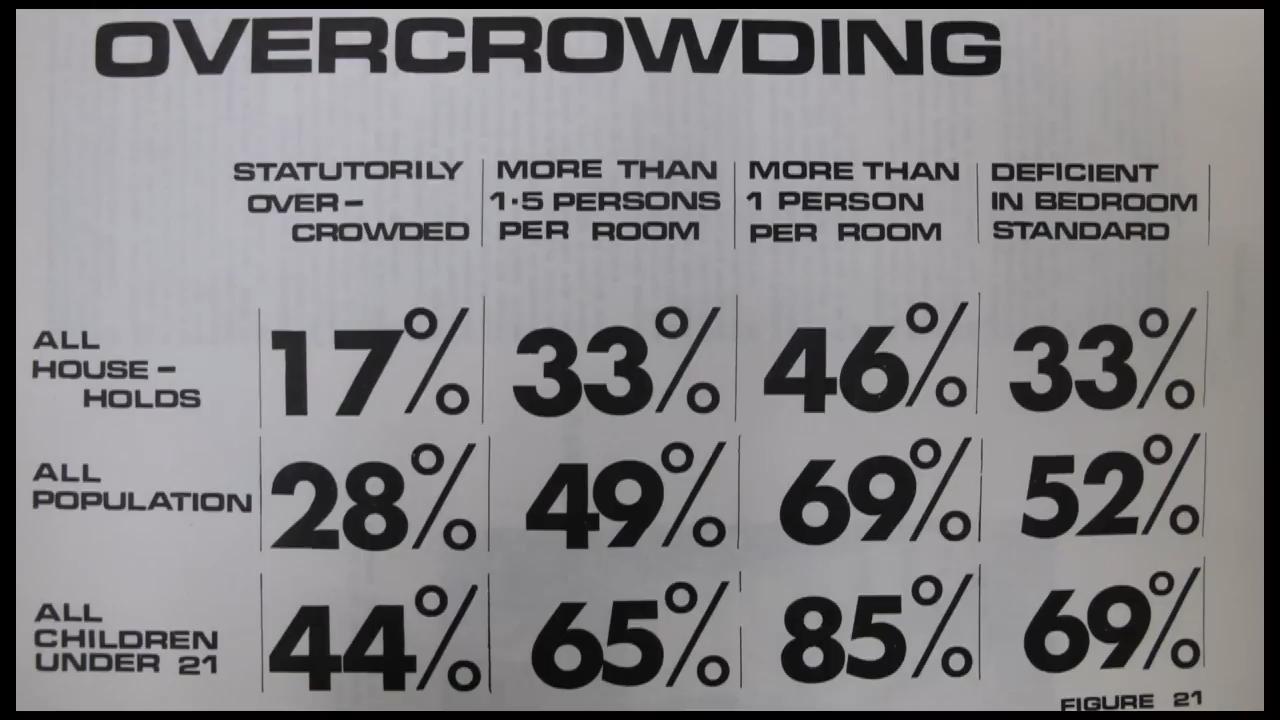 OVERCROWDING
STATUTORILY OVER- CROWDED
MORE THAN 1·5 PERSONS PER ROOM
MORE THAN 1 PERSON PER ROOM
DEFICIENT IN BEDROOM STANDARD
ALL HOUSE- HOLDS 17% 33% 46% 33%
ALL POPULATION 28% 49% 69% 52%
ALL CHILDREN UNDER 21 44% 65% 85% 69%
FIGURE 21